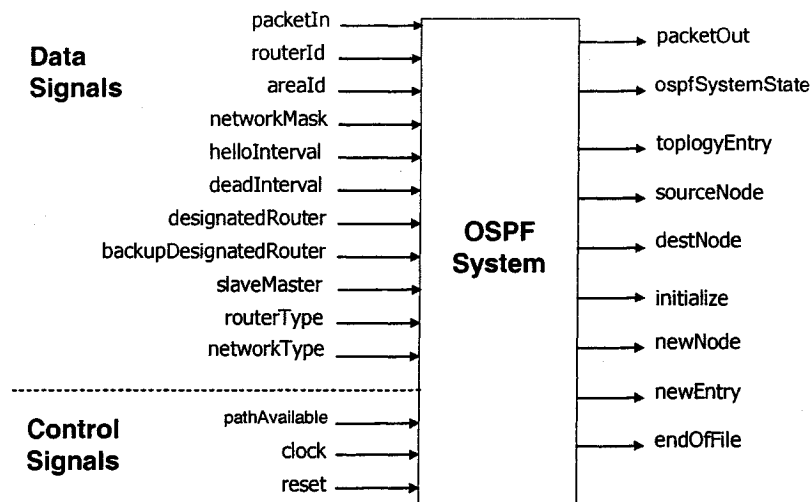 Data
Signals
packetIn
routerId
areaId
networkMask
helloInterval
deadInterval
designatedRouter
backupDesignatedRouter
slaveMaster
routerType
networkType
Control
Signals
pathAvailable
clock
reset
OSPF
System
packetOut
ospfSystemState
toplogyEntry
sourceNode
destNode
initialize
newNode
newEntry
endOfFile